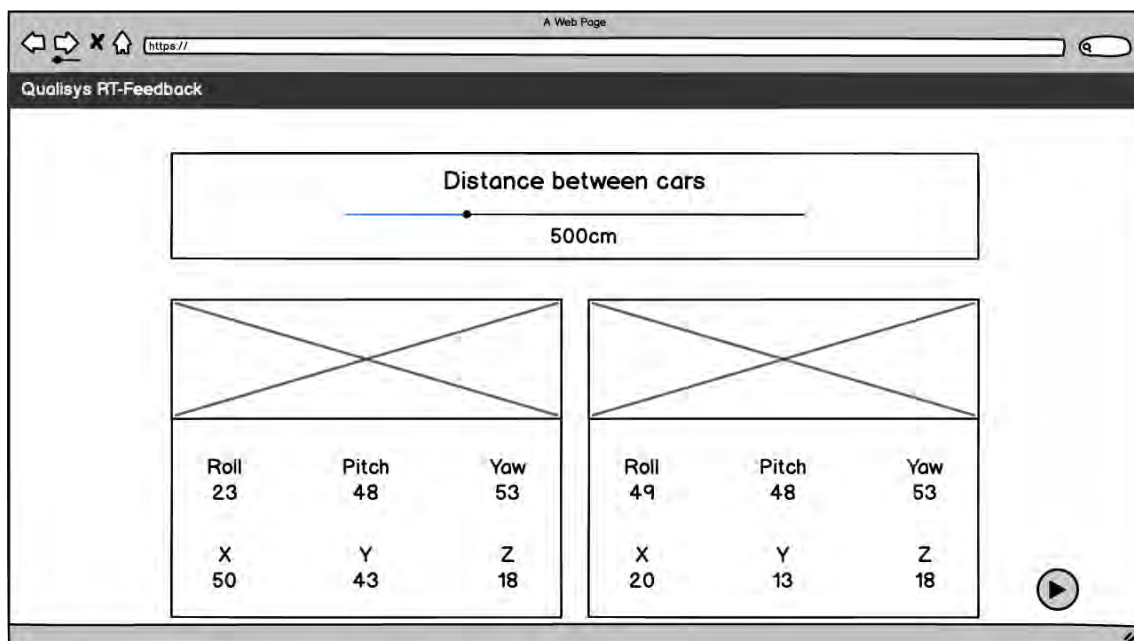 A Web Page
https://
Qualisys RT-Feedback
Distance between cars
500cm
Roll Pitch Yaw
23 48 53
X Y Z
50 43 18
Roll Pitch Yaw
49 48 53
X Y Z
20 13 18